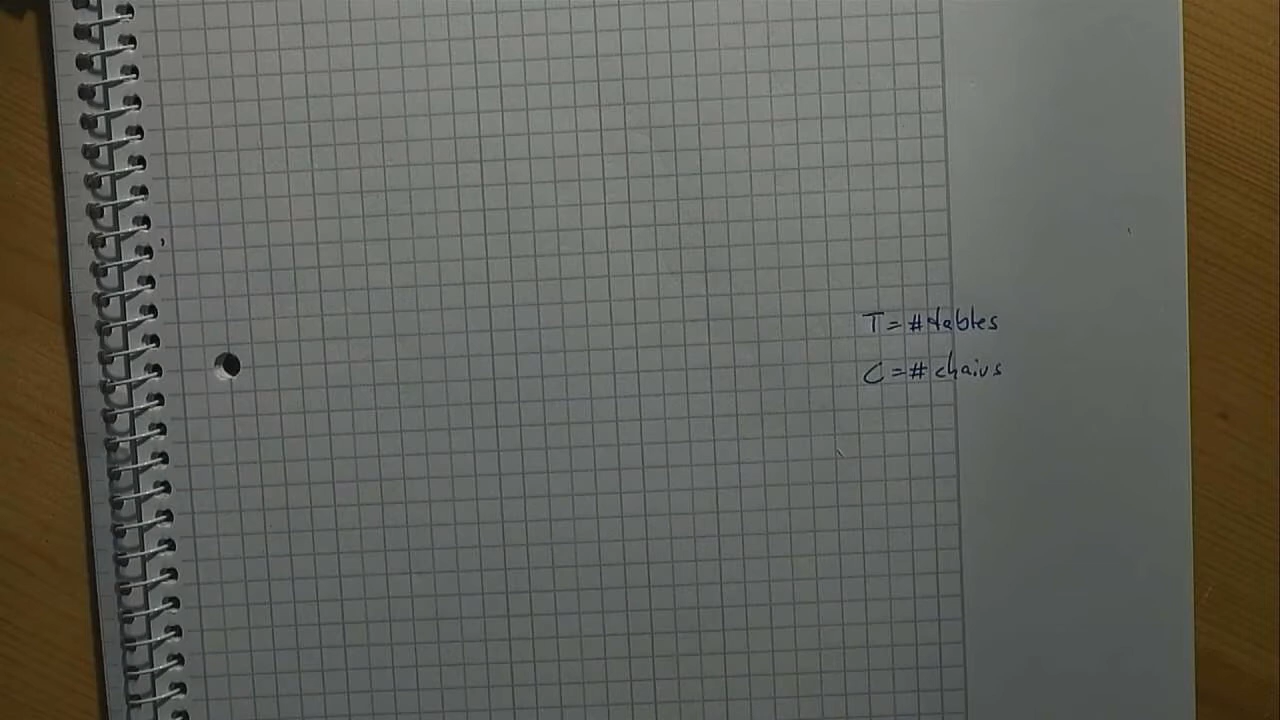 T = # tables
C = # chairs